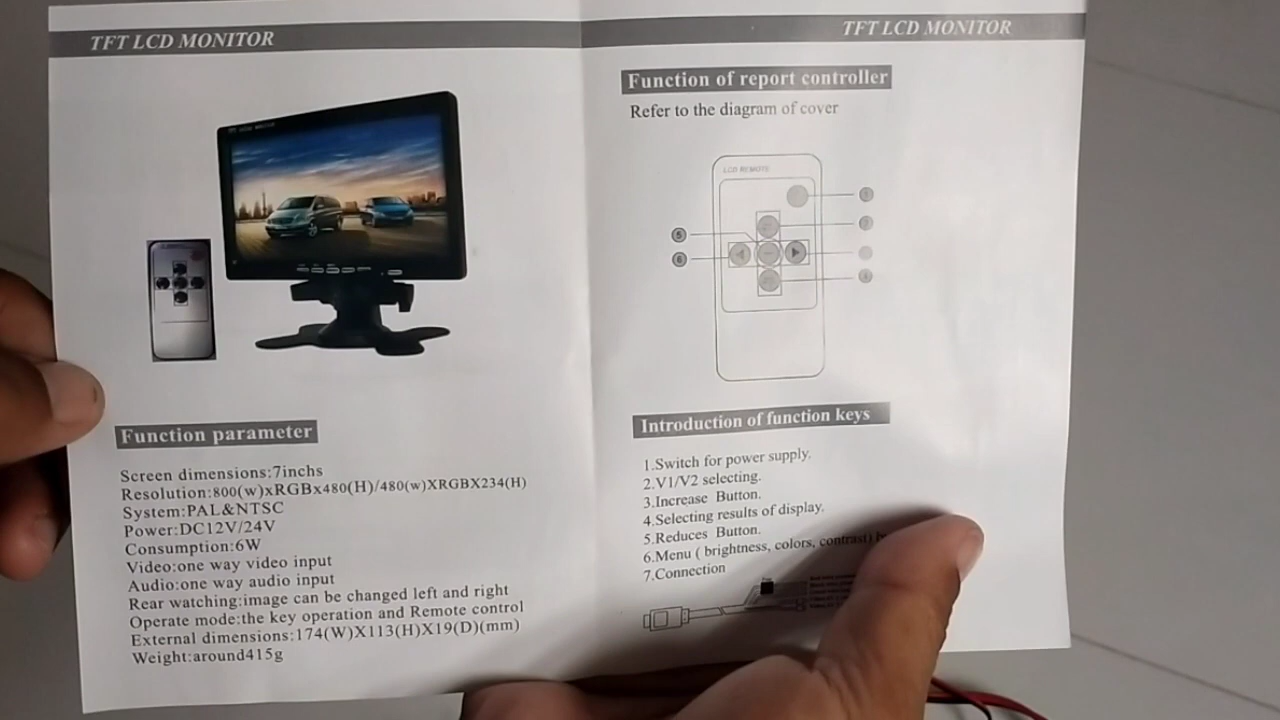 TFT LCD MONITOR
Function parameter
Screen dimensions:7inchs
Resolution:800(w)xRGBx480(H)/480(w)XRGBX234(H)
System:PAL&NTSC
Power:DC12V/24V
Consumption:6W
Video:one way video input
Audio:one way audio input
Rear watching:image can be changed left and right
Operate mode:the key operation and Remote control
External dimensions:174(W)X113(H)X19(D)(mm)
Weight:around415g
TFT LCD MONITOR
Function of report controller
Refer to the diagram of cover
LCD REMOTE
5
6
Introduction of function keys
1.Switch for power supply.
2.V1/V2 selecting.
3.Increase Button.
4.Selecting results of display.
5.Reduces Button.
6.Menu ( brightness, colors, contrast)
7.Connection